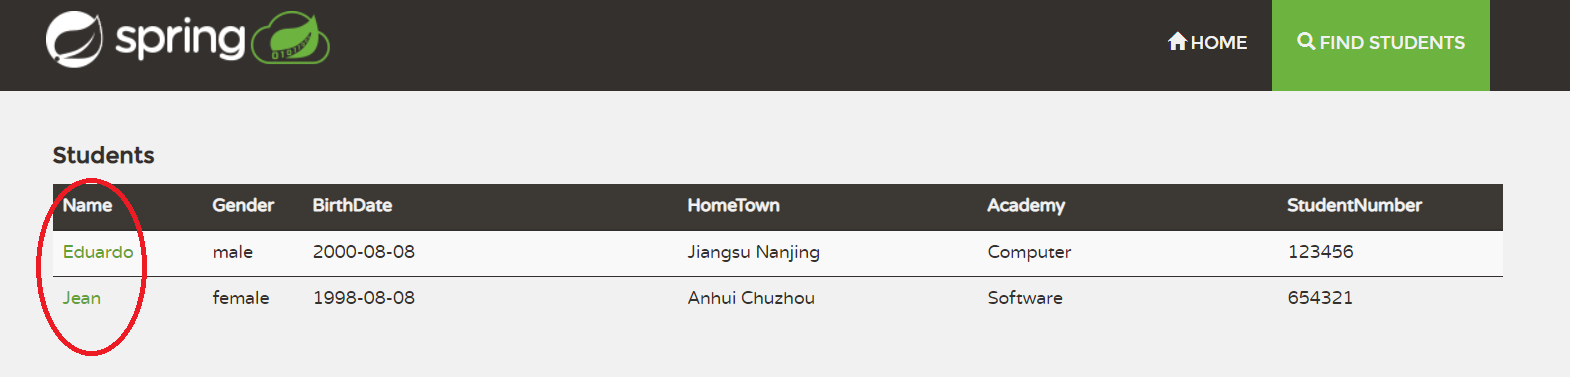 spring
HOME FIND STUDENTS
Students
Name Gender BirthDate HomeTown Academy StudentNumber
Eduardo male 2000-08-08 Jiangsu Nanjing Computer 123456
Jean female 1998-08-08 Anhui Chuzhou Software 654321